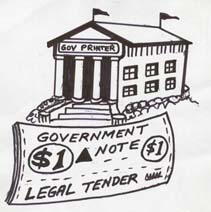 GOV PRINTER
GOVERNMENT
$1 NOTE $1
LEGAL TENDER